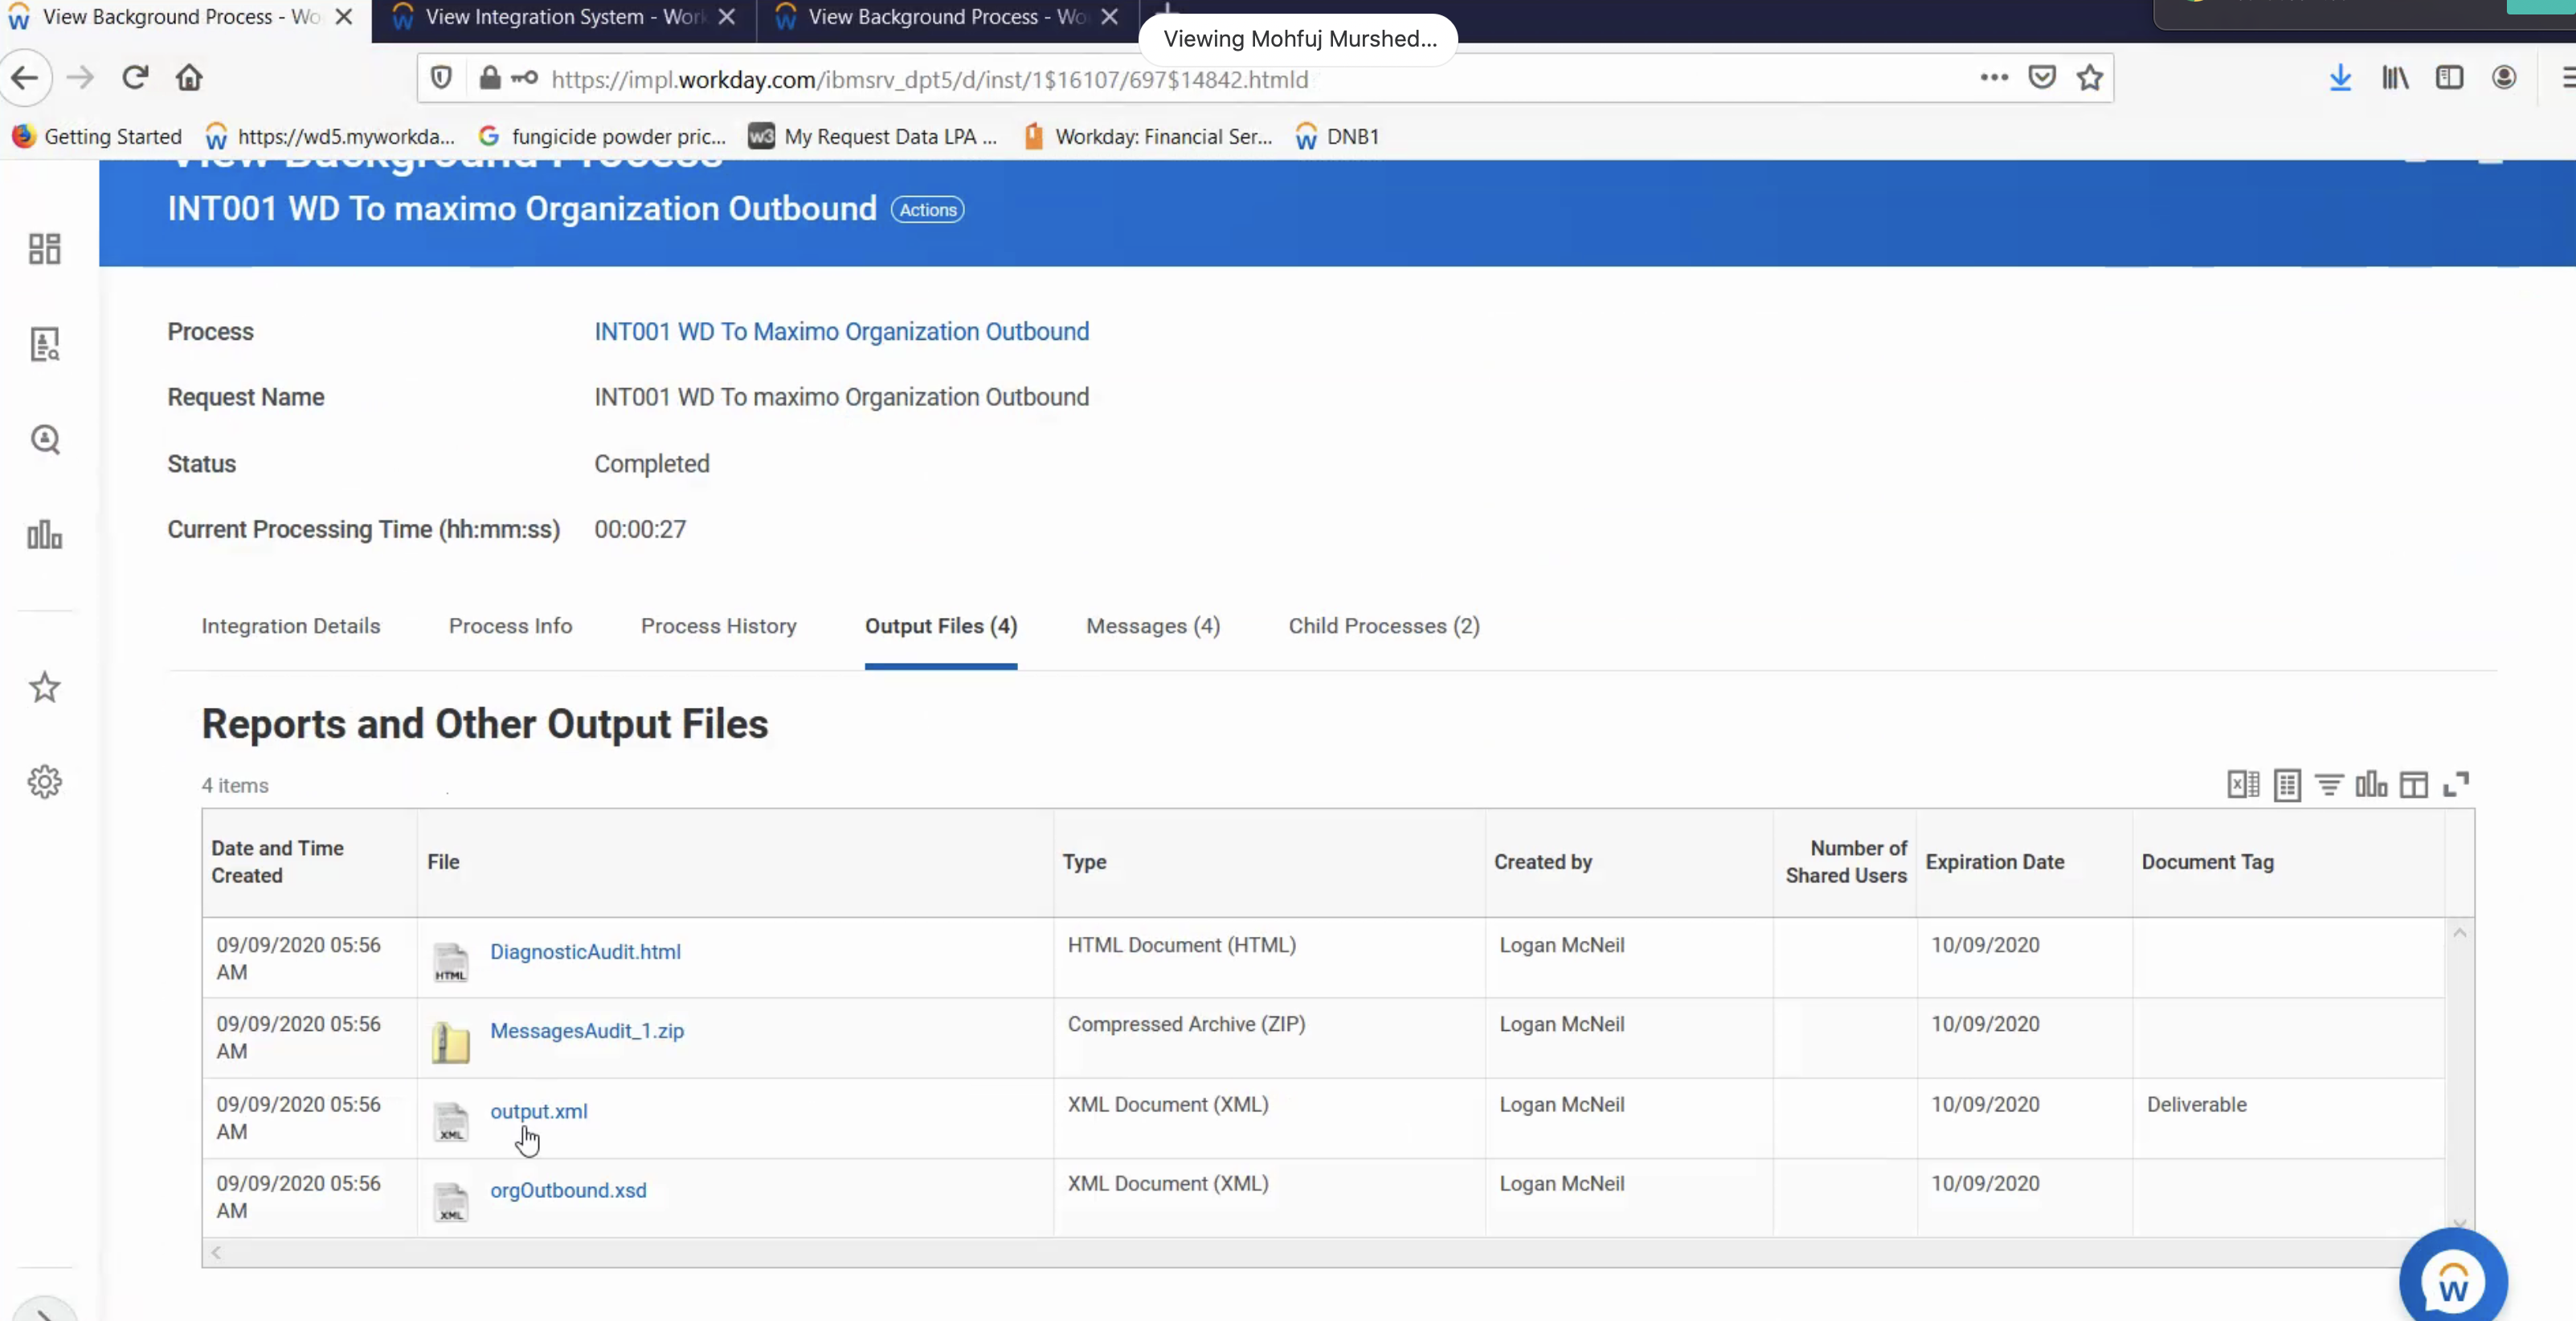 View Background Process - Wo
View Integration System - Work
View Background Process - Wo
Viewing Mohfuj Murshed...
https://impl.workday.com/ibmsrv_dpt5/d/inst/1$16107/697$14842.htmld
Getting Started
https://wd5.myworkda...
fungicide powder pric...
w3 My Request Data LPA ...
Workday: Financial Ser...
DNB1
View Background Process
INT001 WD To maximo Organization Outbound
Actions
Process
INT001 WD To Maximo Organization Outbound
Request Name
INT001 WD To maximo Organization Outbound
Status
Completed
Current Processing Time (hh:mm:ss)
00:00:27
Integration Details
Process Info
Process History
Output Files (4)
Messages (4)
Child Processes (2)
Reports and Other Output Files
4 items
Date and Time
Created
File
Type
Created by
Number of
Shared Users
Expiration Date
Document Tag
09/09/2020 05:56
AM
HTML
DiagnosticAudit.html
HTML Document (HTML)
Logan McNeil
10/09/2020
09/09/2020 05:56
AM
MessagesAudit_1.zip
Compressed Archive (ZIP)
Logan McNeil
10/09/2020
09/09/2020 05:56
AM
XML
output.xml
XML Document (XML)
Logan McNeil
10/09/2020
Deliverable
09/09/2020 05:56
AM
XML
orgOutbound.xsd
XML Document (XML)
Logan McNeil
10/09/2020
W